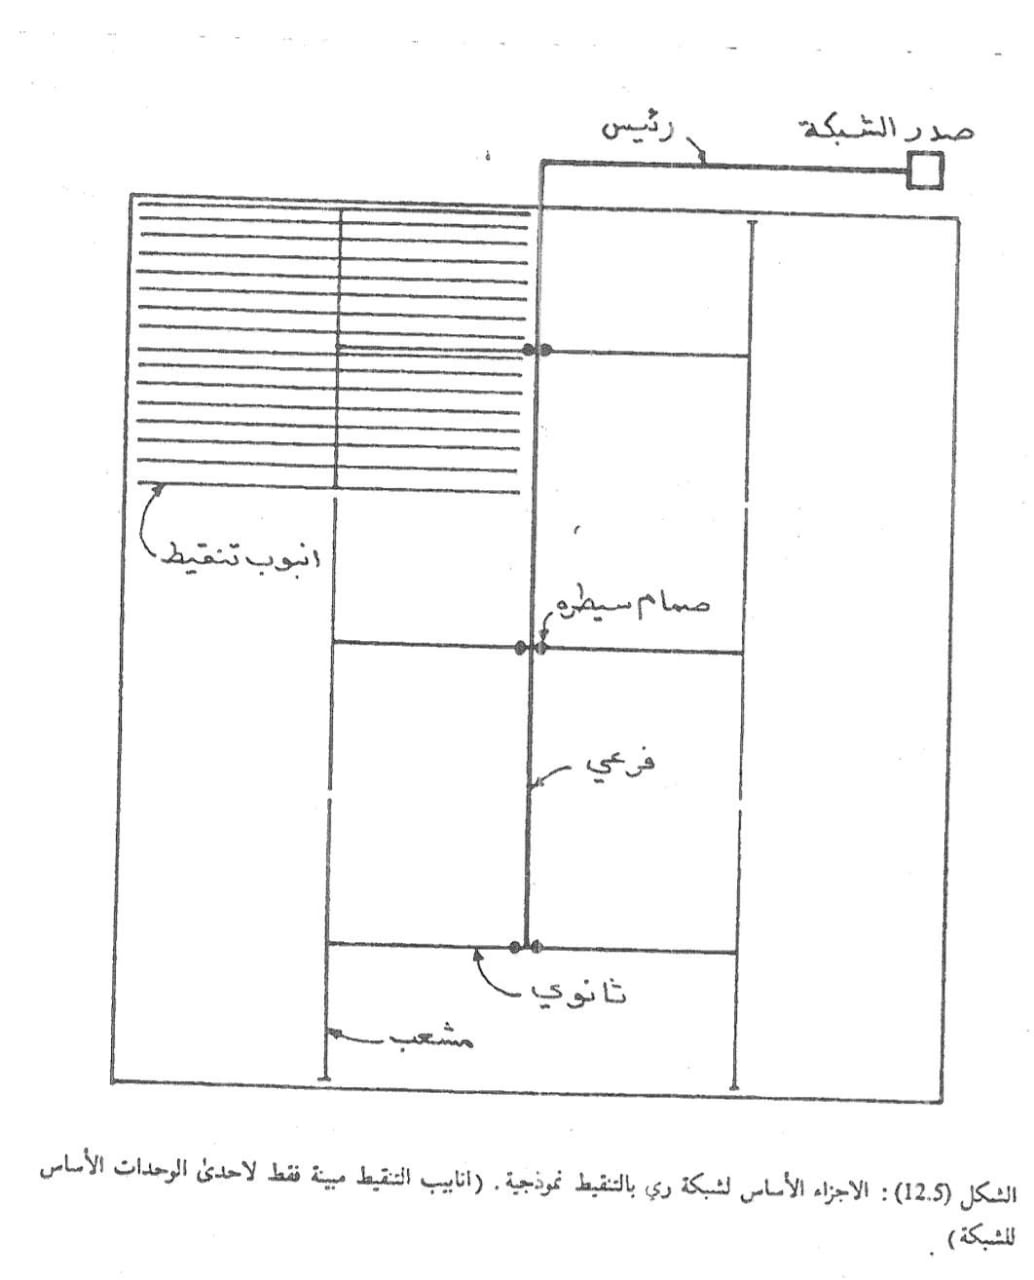 صدر الشبكة
رئيس
انبوب تنقيط
صمام سيطره
فرعي
ثانوي
مشعب
الشكل (12.5) : الاجزاء الأساس لشبكة ري بالتنقيط نموذجية . (انابيب التنقيط مبينة فقط لاحدىٰ الوحدات الأساس
للشبكة) .